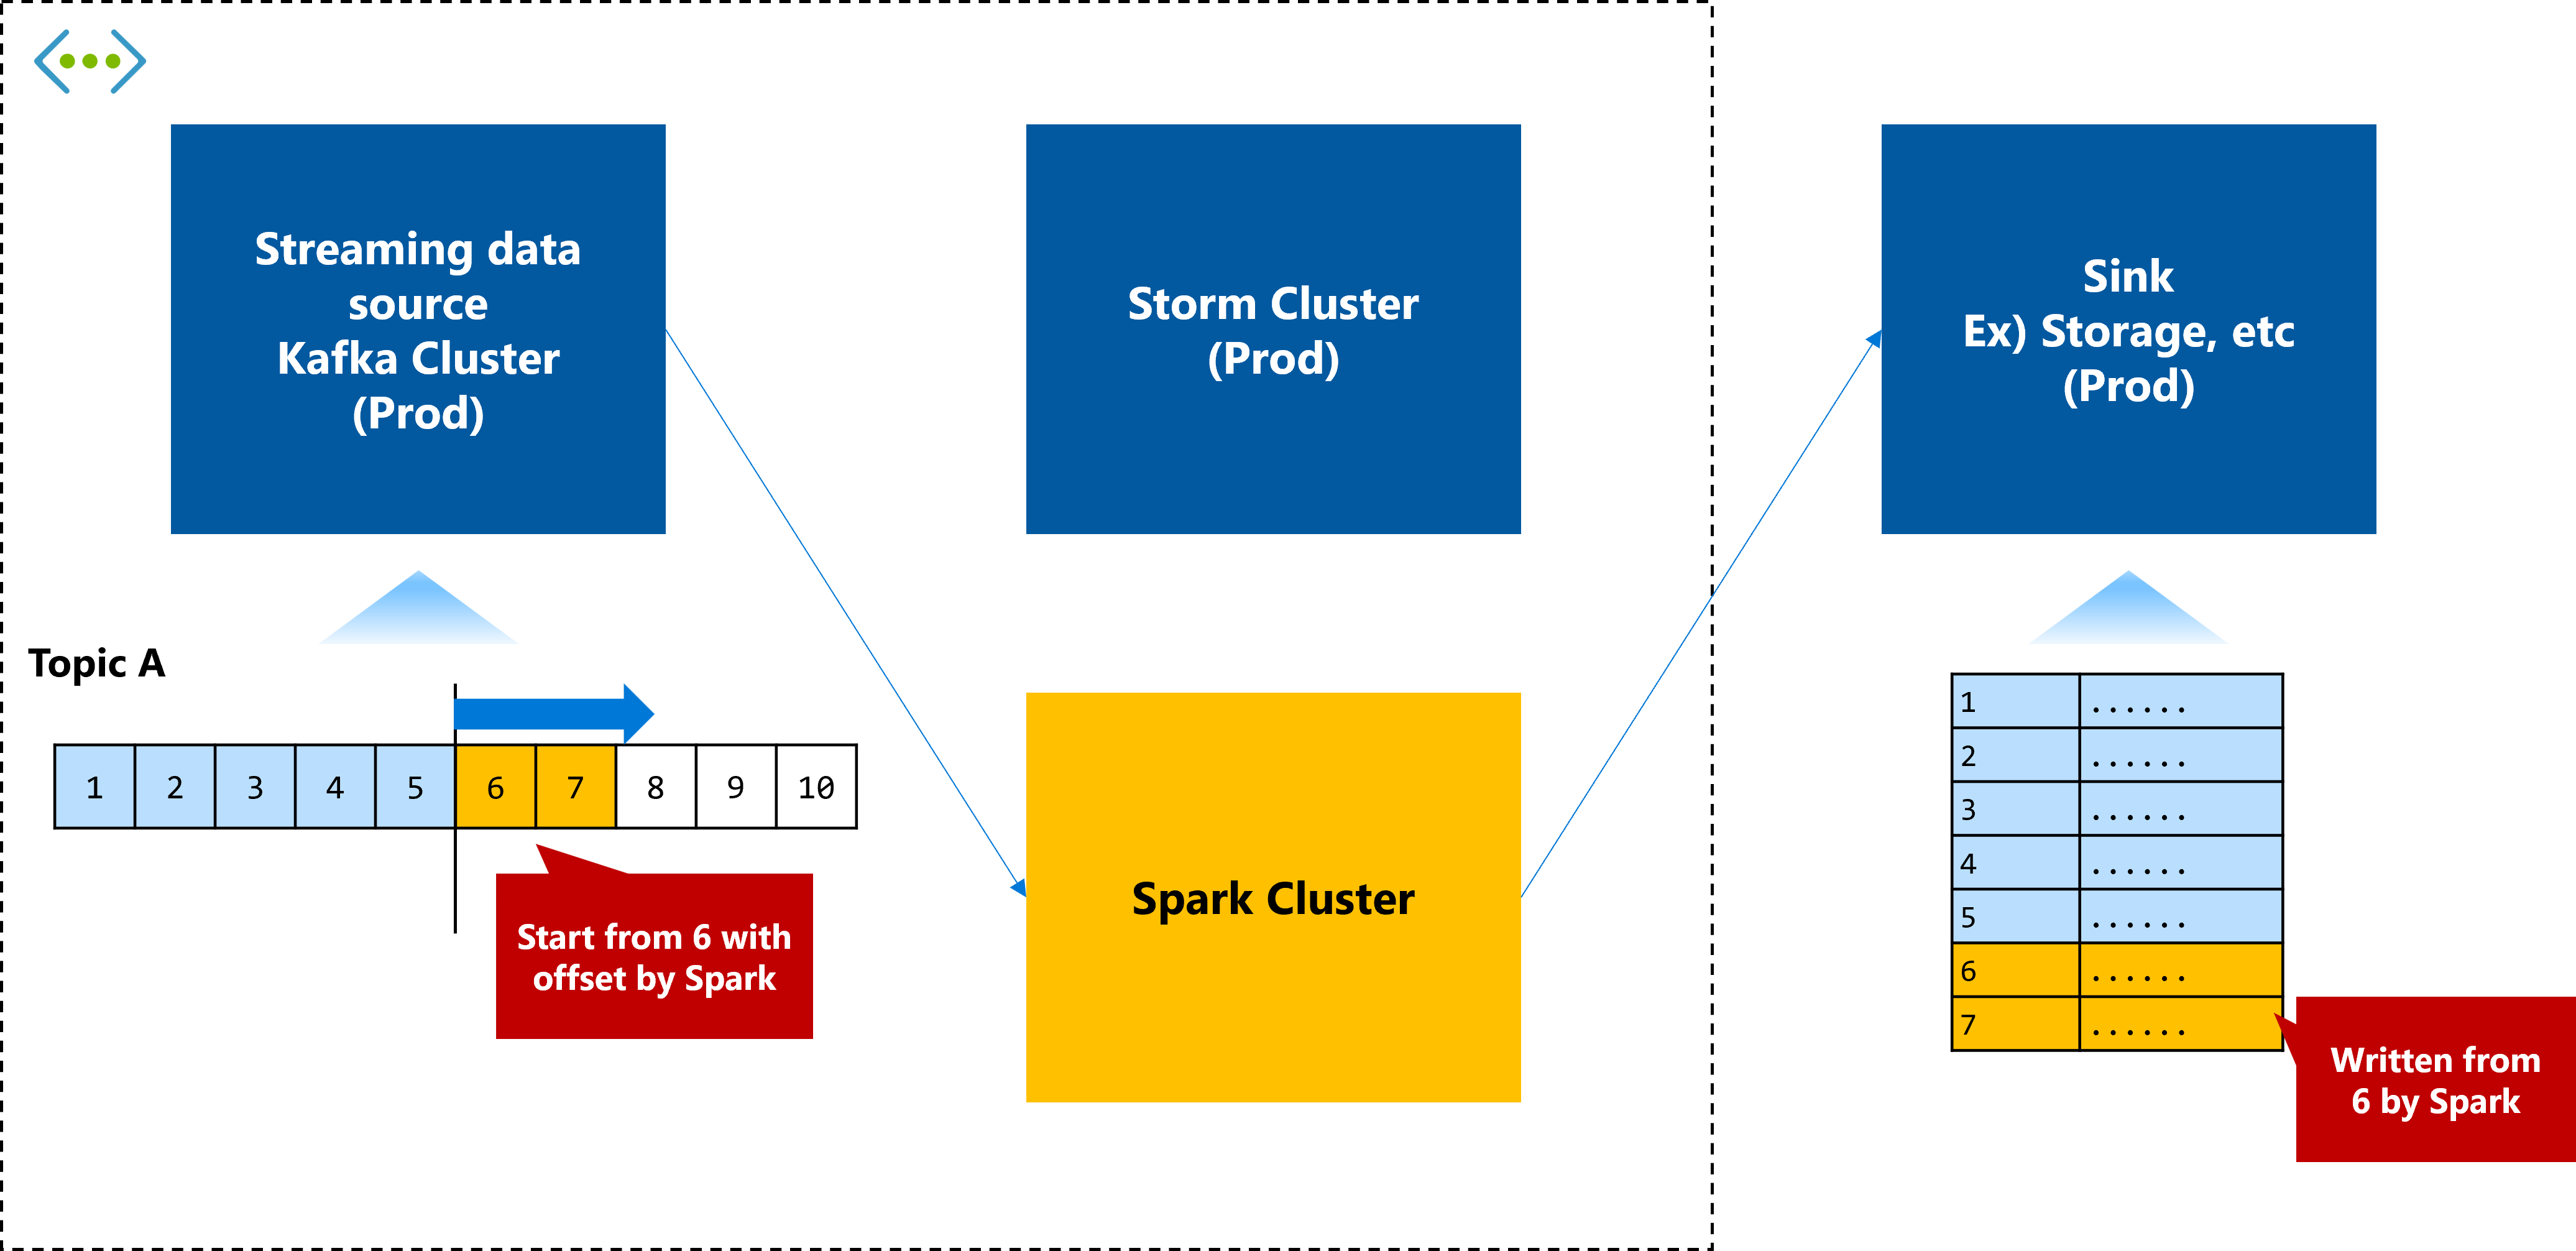 Streaming data
source
Kafka Cluster
(Prod)
Storm Cluster
(Prod)
Sink
Ex) Storage, etc
(Prod)
Topic A
1 2 3 4 5 6 7 8 9 10
Start from 6 with
offset by Spark
Spark Cluster
1 ......
2 ......
3 ......
4 ......
5 ......
6 ......
7 ......
Written from
6 by Spark